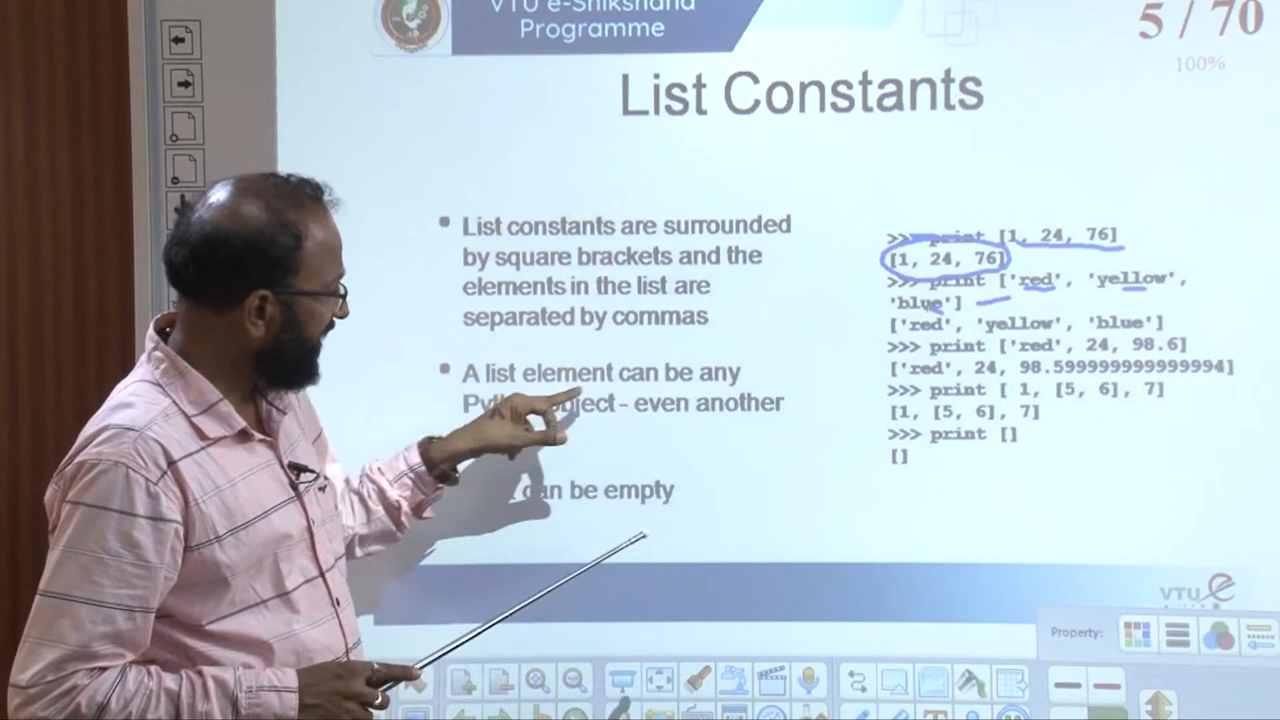 VTU e-Shikshana
Programme
5 / 70
100%
List Constants
List constants are surrounded
by square brackets and the
elements in the list are
separated by commas
A list element can be any
object - even another
can be empty
>>> print [1, 24, 76]
[1, 24, 76]
>>> print ['red', 'yellow',
'blue']
['red', 'yellow', 'blue']
>>> print ['red', 24, 98.6]
['red', 24, 98.599999999999994]
>>> print [ 1, [5, 6], 7]
[1, [5, 6], 7]
>>> print []
[]
VTU e
Property: